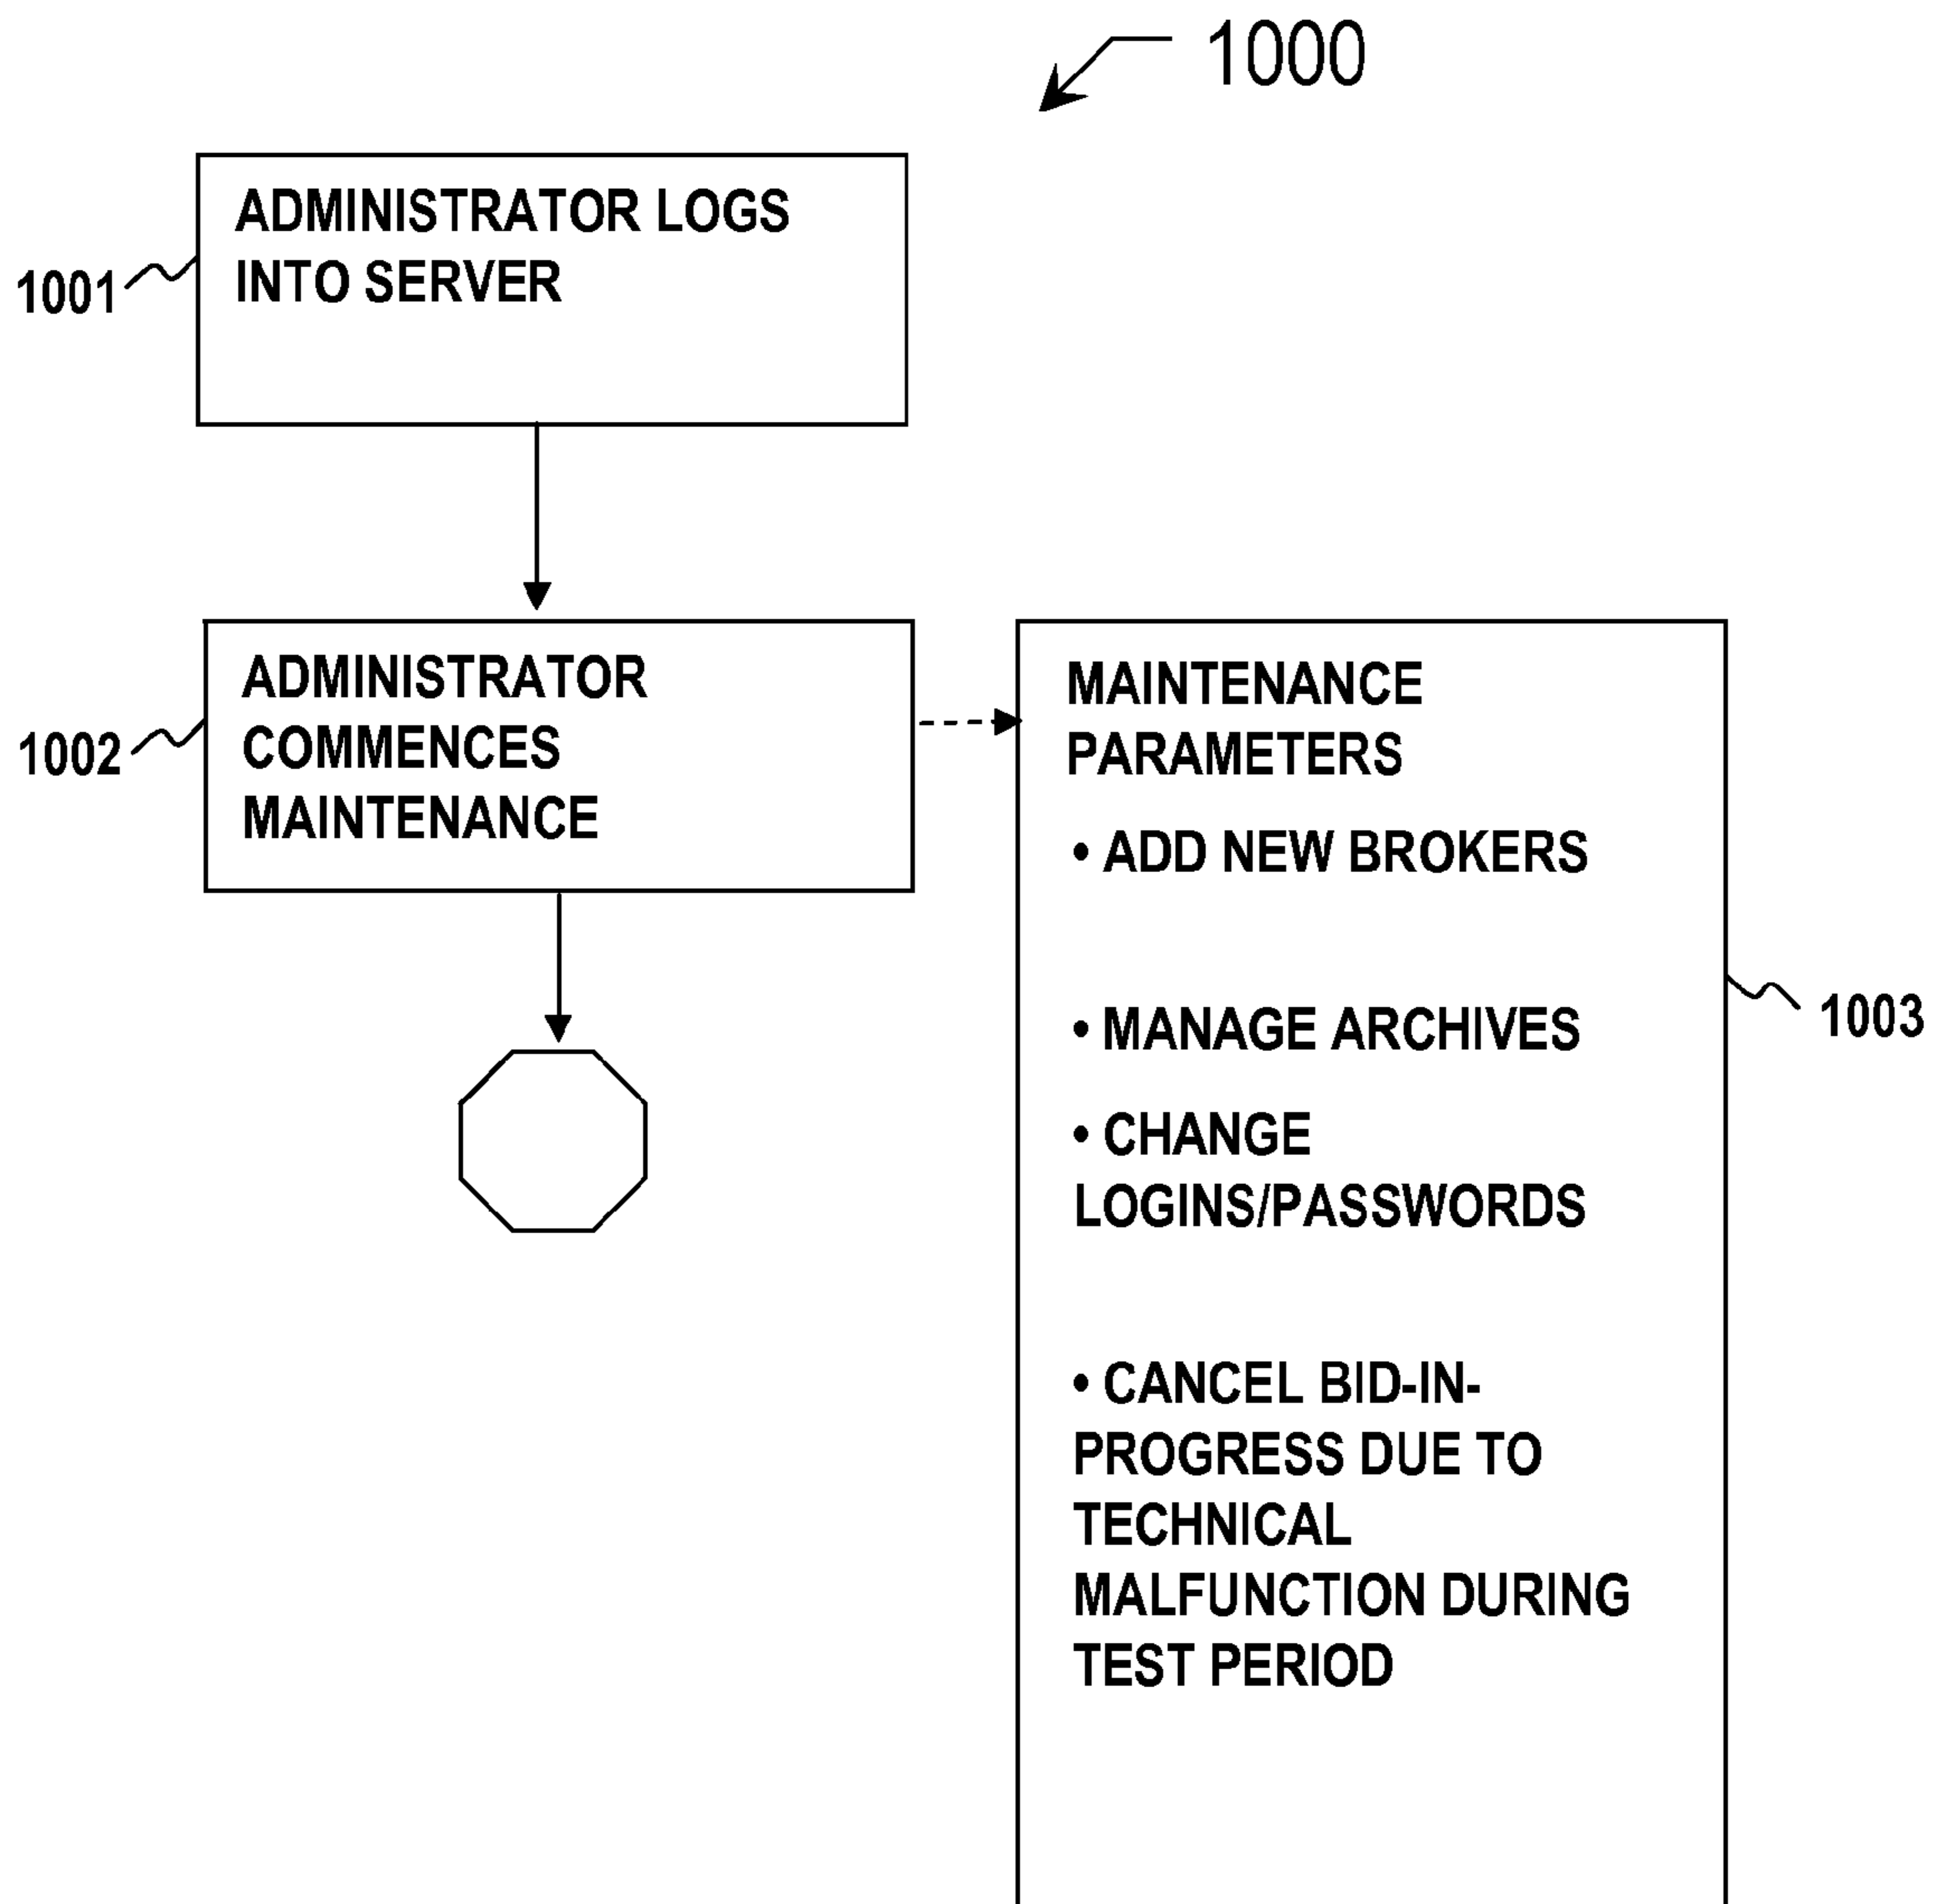 1000
ADMINISTRATOR LOGS
INTO SERVER
1001
ADMINISTRATOR
COMMENCES
MAINTENANCE
1002
MAINTENANCE
PARAMETERS
• ADD NEW BROKERS
• MANAGE ARCHIVES
• CHANGE
LOGINS/PASSWORDS
• CANCEL BID-IN-
PROGRESS DUE TO
TECHNICAL
MALFUNCTION DURING
TEST PERIOD
1003